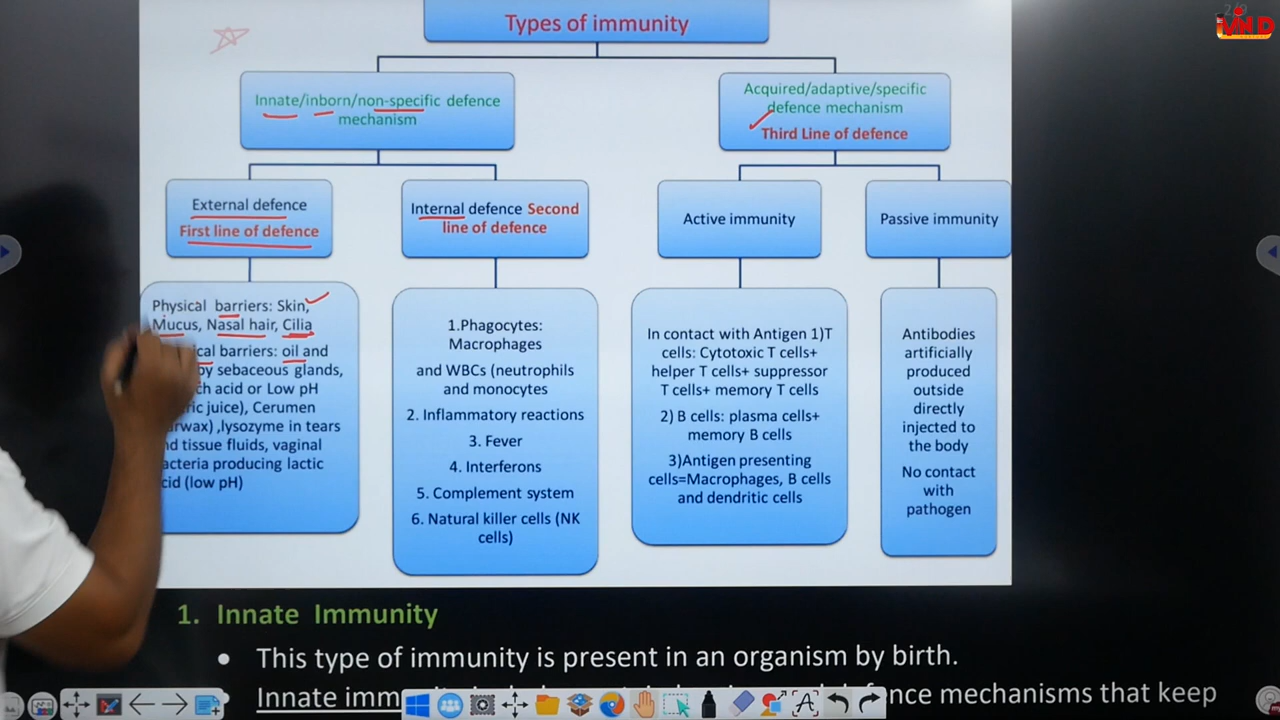 2/9
iVIND
Types of immunity
Innate/inborn/non-specific defence
mechanism
Acquired/adaptive/specific
defence mechanism
Third Line of defence
External defence
First line of defence
Internal defence Second
line of defence
Active immunity
Passive immunity
Physical barriers: Skin,
Mucus, Nasal hair, Cilia
barriers: oil and
by sebaceous glands,
acid or Low pH
juice), Cerumen
,lysozyme in tears
tissue fluids, vaginal
producing lactic
(low pH)
1.Phagocytes:
Macrophages
and WBCs (neutrophils
and monocytes
2. Inflammatory reactions
3. Fever
4. Interferons
5. Complement system
6. Natural killer cells (NK
cells)
In contact with Antigen 1)T
cells: Cytotoxic T cells+
helper T cells+ suppressor
T cells+ memory T cells
2) B cells: plasma cells+
memory B cells
3)Antigen presenting
cells=Macrophages, B cells
and dendritic cells
Antibodies
artificially
produced
outside
directly
injected to
the body
No contact
with
pathogen
1. Innate Immunity
• This type of immunity is present in an organism by birth.
Innate mechanisms that keep